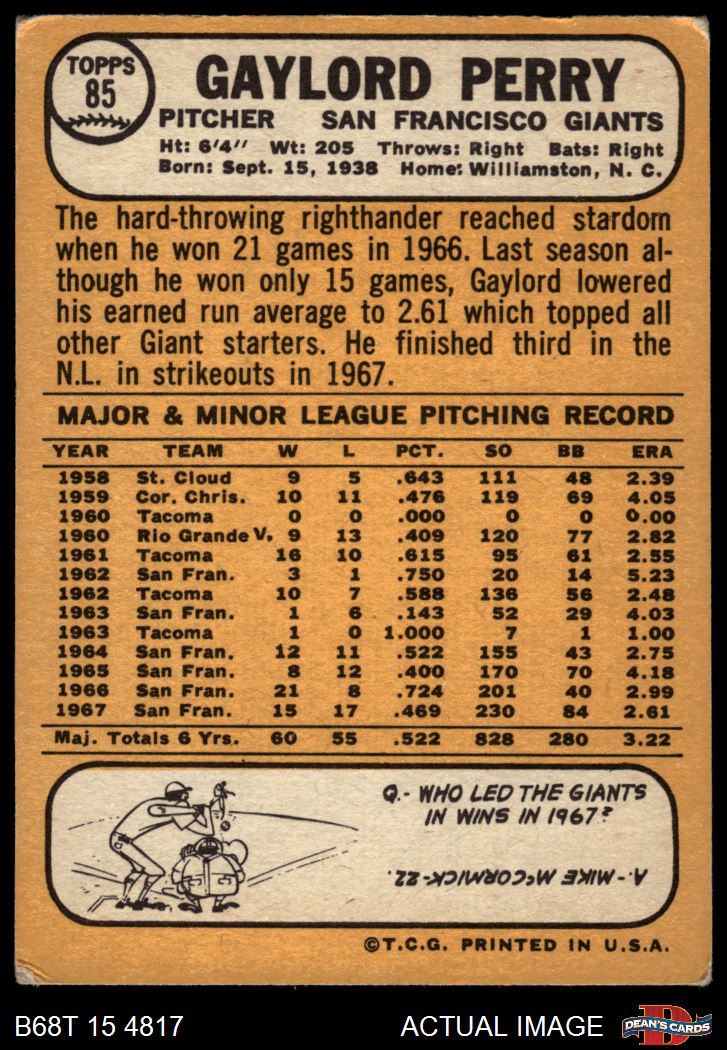 TOPPS
85
GAYLORD PERRY
PITCHER SAN FRANCISCO GIANTS
Ht: 6'4" Wt: 205 Throws: Right Bats: Right
Born: Sept. 15, 1938 Home: Williamston, N. C.
The hard-throwing righthander reached stardom
when he won 21 games in 1966. Last season al-
though he won only 15 games, Gaylord lowered
his earned run average to 2.61 which topped all
other Giant starters. He finished third in the
N.L. in strikeouts in 1967.
MAJOR & MINOR LEAGUE PITCHING RECORD
YEAR TEAM W L PCT. SO BB ERA
1958 St. Cloud 9 5 .643 111 48 2.39
1959 Cor. Chris. 10 11 .476 119 69 4.05
1960 Tacoma 0 0 .000 0 0 0.00
1960 Rio Grande V. 9 13 .409 120 77 2.82
1961 Tacoma 16 10 .615 95 61 2.55
1962 San Fran. 3 1 .750 20 14 5.23
1962 Tacoma 10 7 .588 136 56 2.48
1963 San Fran. 1 6 .143 52 29 4.03
1963 Tacoma 1 0 1.000 7 1 1.00
1964 San Fran. 12 11 .522 155 43 2.75
1965 San Fran. 8 12 .400 170 70 4.18
1966 San Fran. 21 8 .724 201 40 2.99
1967 San Fran. 15 17 .469 230 84 2.61
Maj. Totals 6 Yrs. 60 55 .522 828 280 3.22
Q.- WHO LED THE GIANTS
IN WINS IN 1967?
A.- MIKE McCORMICK-22.
©T.C.G. PRINTED IN U.S.A.
B68T 15 4817 ACTUAL IMAGE
D
DEAN'S CARDS